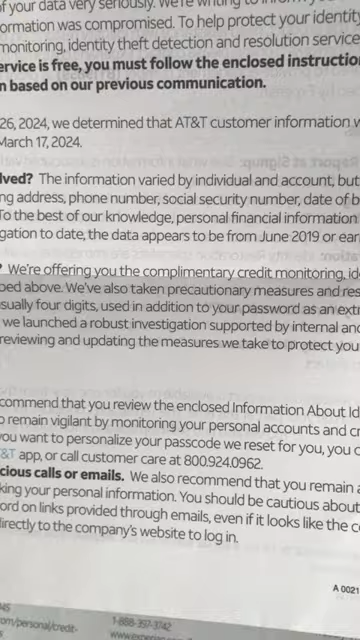 of your data very seriously. We're writing to inform
ormation was compromised. To help protect your identity
monitoring, identity theft detection and resolution service
ervice is free, you must follow the enclosed instruction
n based on our previous communication.
26, 2024, we determined that AT&T customer information w
March 17, 2024.
lved? The information varied by individual and account, but
ng address, phone number, social security number, date of b
To the best of our knowledge, personal financial information
gation to date, the data appears to be from June 2019 or ear
? We're offering you the complimentary credit monitoring, id
bed above. We've also taken precautionary measures and res
sually four digits, used in addition to your password as an extr
we launched a robust investigation supported by internal and
reviewing and updating the measures we take to protect you
commend that you review the enclosed Information About Id
o remain vigilant by monitoring your personal accounts and cr
you want to personalize your passcode we reset for you, you c
T&T app, or call customer care at 800.924.0962.
cious calls or emails. We also recommend that you remain a
king your personal information. You should be cautious about
ord on links provided through emails, even if it looks like the c
directly to the company's website to log in.
A 0021
45
om/personal/credit-
s
1-888-397-3742